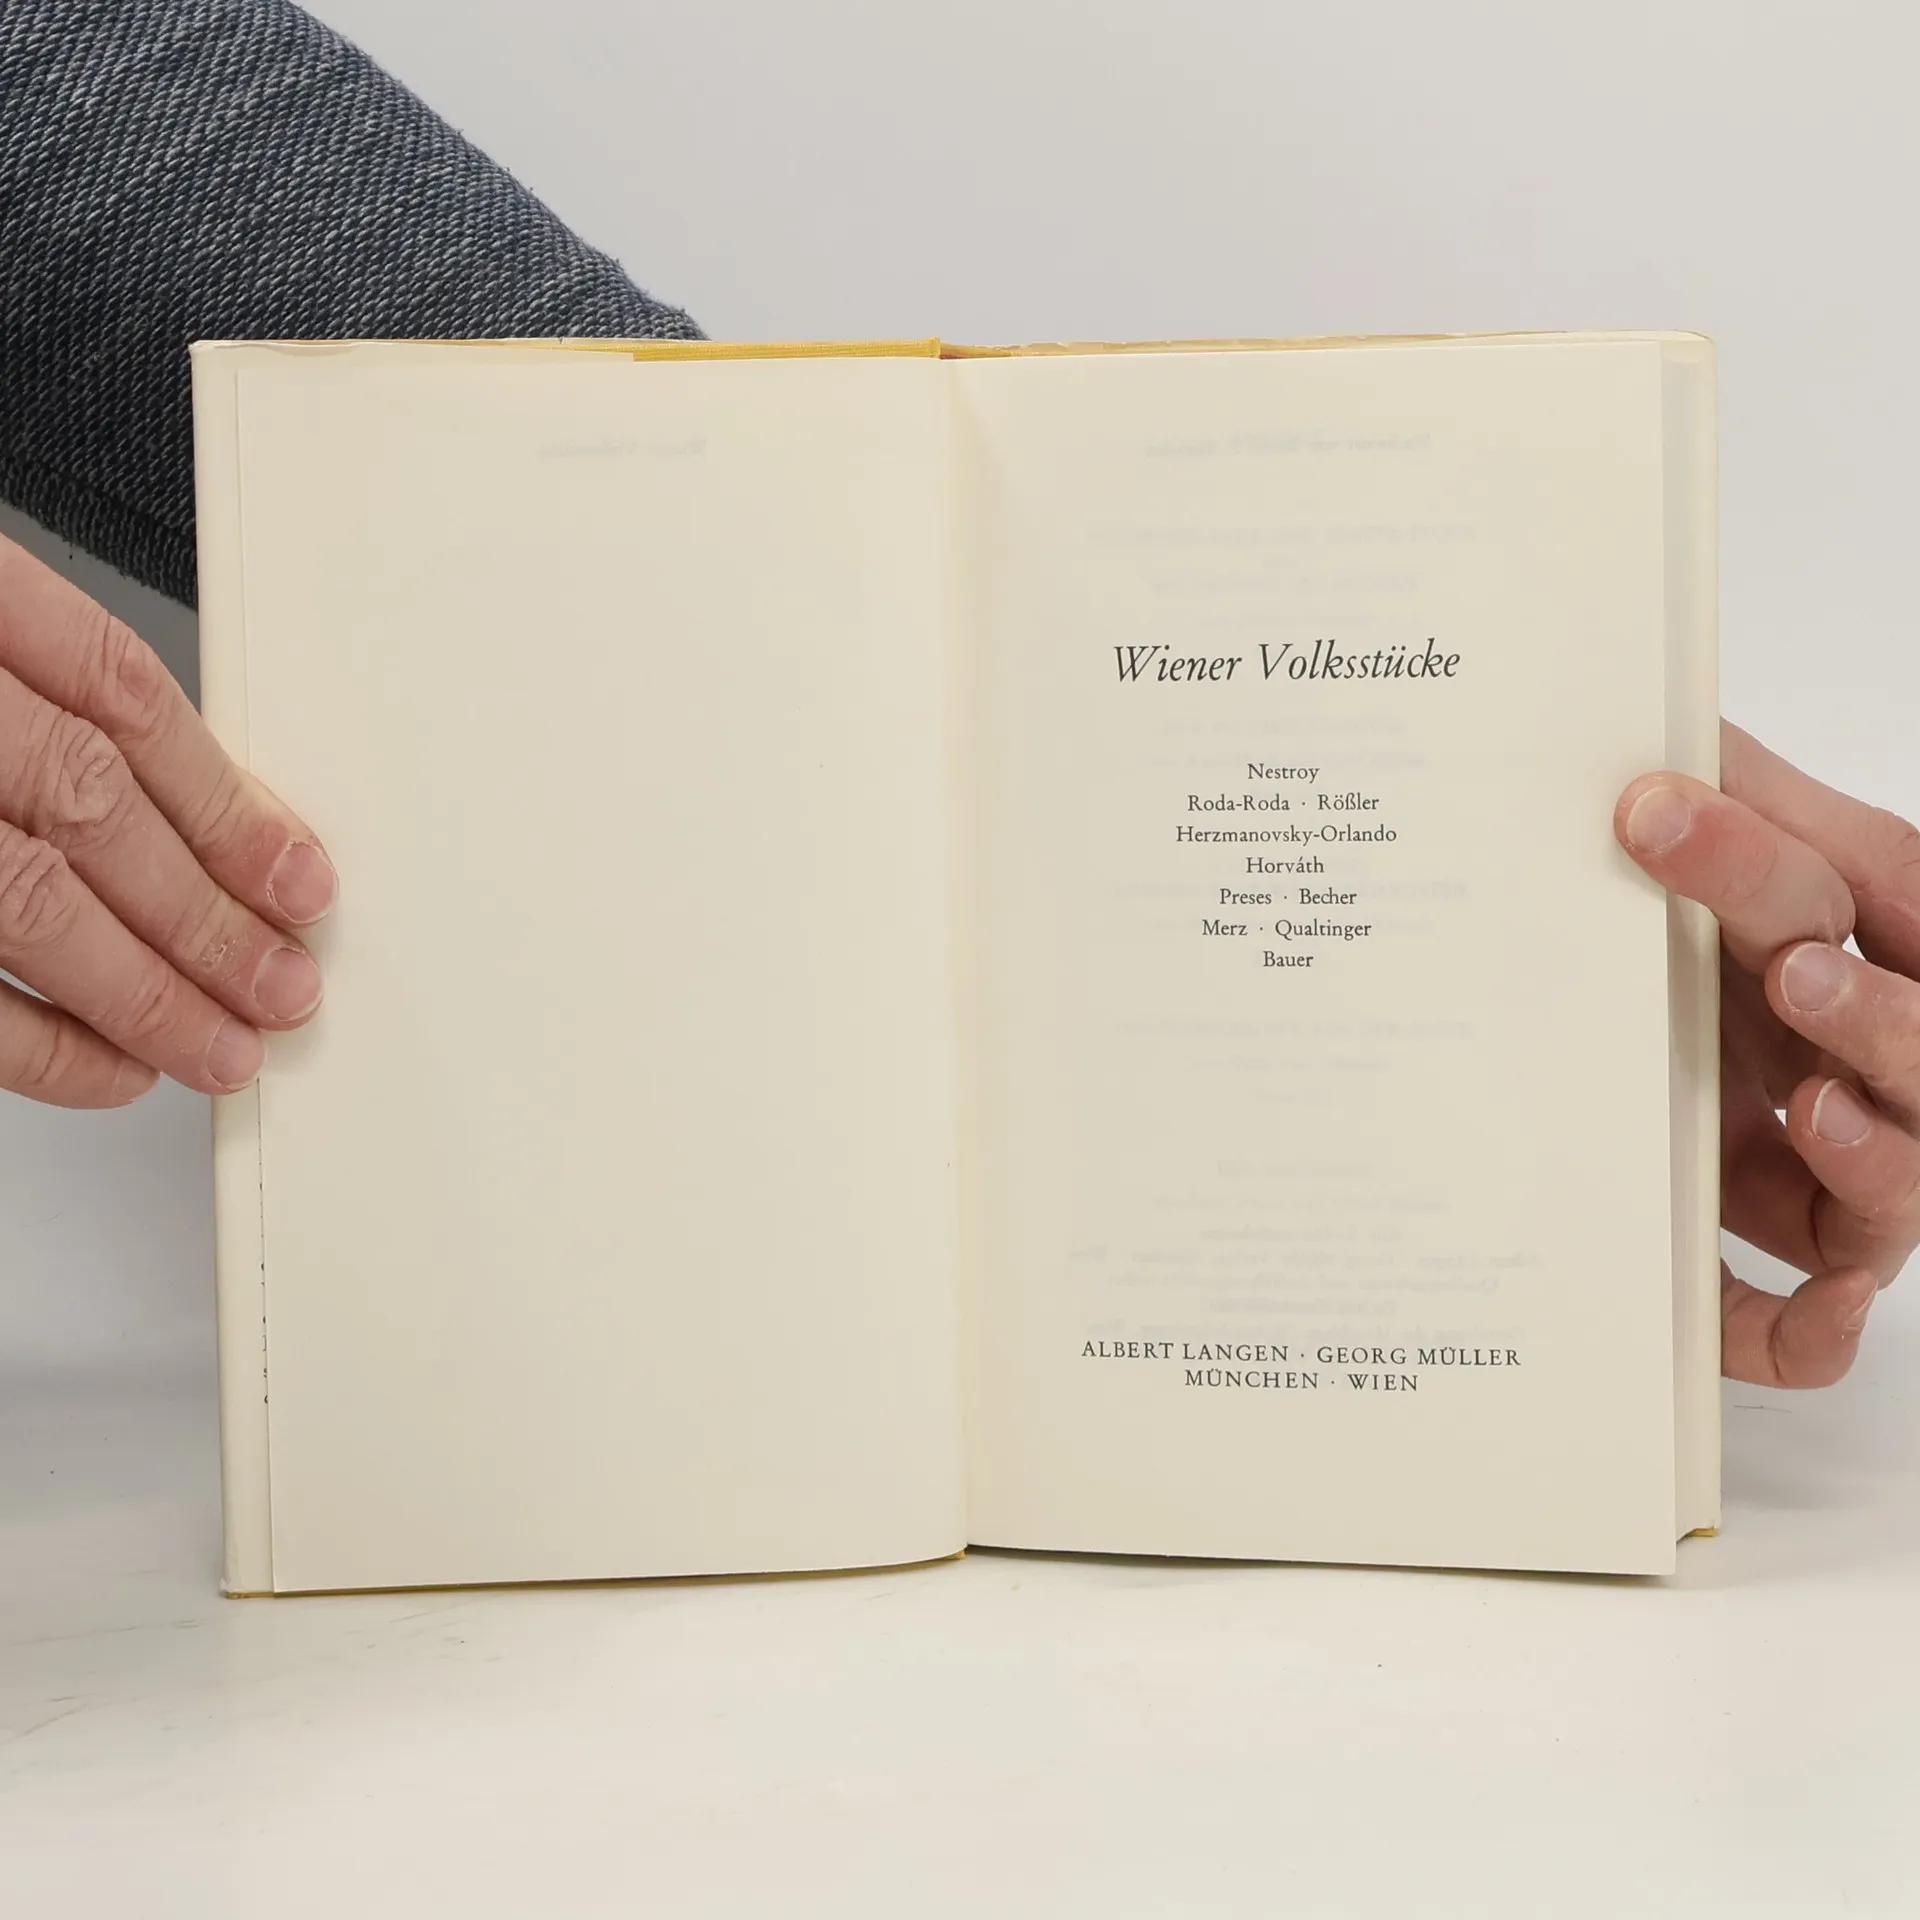 Wiener Volksstücke
Nestroy
Roda-Roda · Rößler
Herzmanovsky-Orlando
Horváth
Preses · Becher
Merz · Qualtinger
Bauer
ALBERT LANGEN · GEORG MÜLLER
MÜNCHEN · WIEN